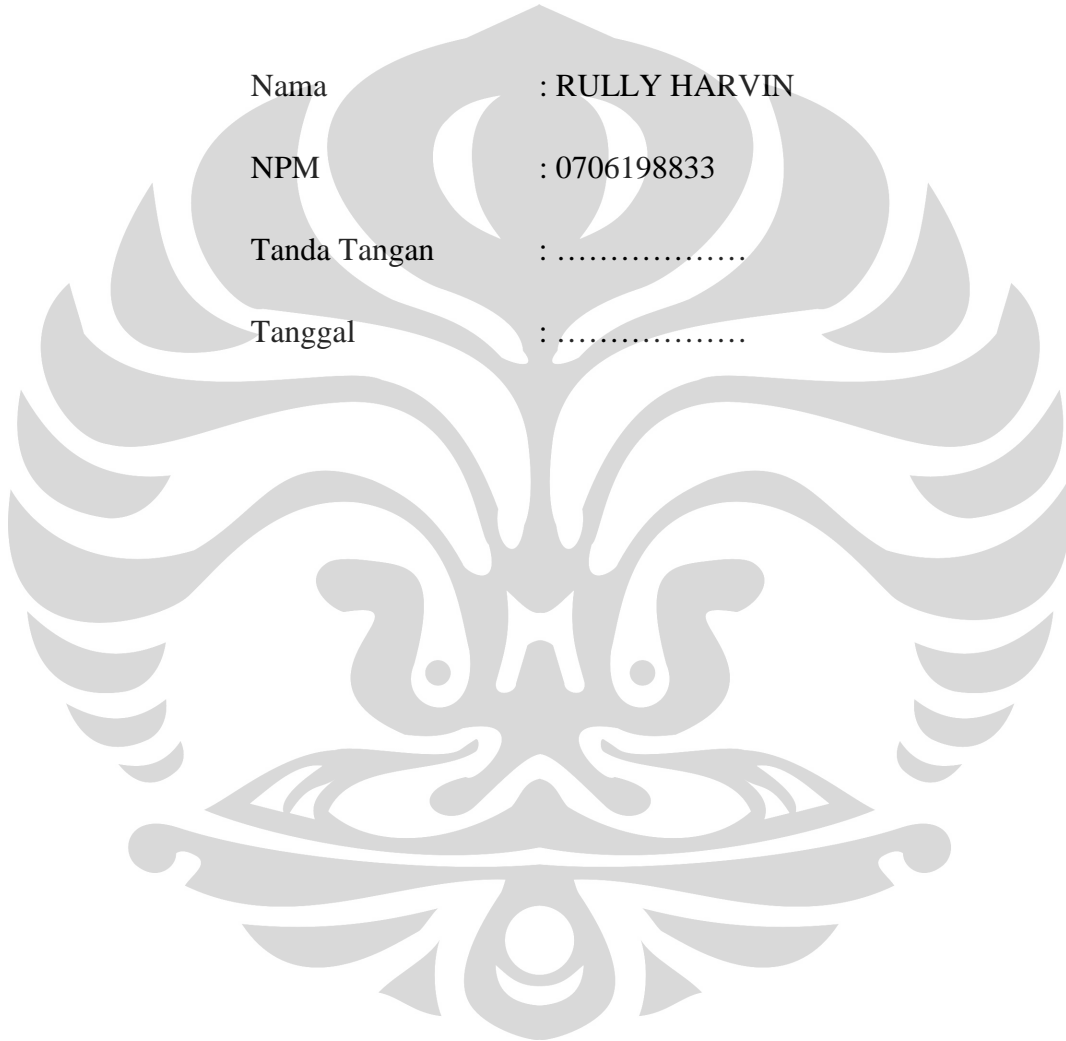 Nama : RULLY HARVIN
NPM : 0706198833
Tanda Tangan : ………………
Tanggal : ………………